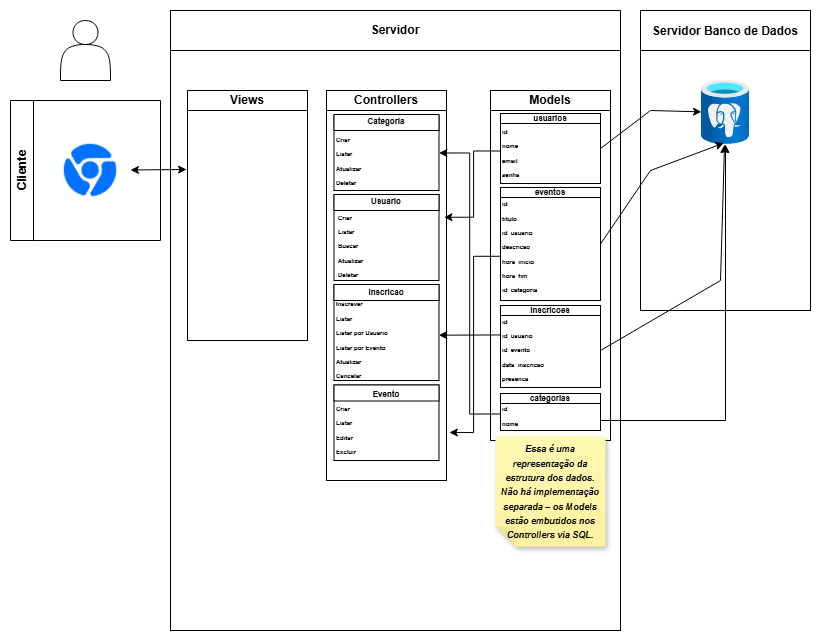 Servidor
Servidor Banco de Dados
Cliente
Views
Controllers
Categoria
Criar
Listar
Atualizar
Deletar
Usuario
Criar
Listar
Buscar
Atualizar
Deletar
Inscricao
Inscrever
Listar
Listar por Usuario
Listar por Evento
Atualizar
Cancelar
Evento
Criar
Listar
Editar
Excluir
Models
usuarios
id
nome
email
senha
eventos
id
titulo
id_usuario
descricao
hora_inicio
hora_fim
id_categoria
inscricoes
id
id_usuario
id_evento
data_inscricao
presenca
categorias
id
nome
Essa é uma
representação da
estrutura dos dados.
Não há implementação
separada – os Models
estão embutidos nos
Controllers via SQL.